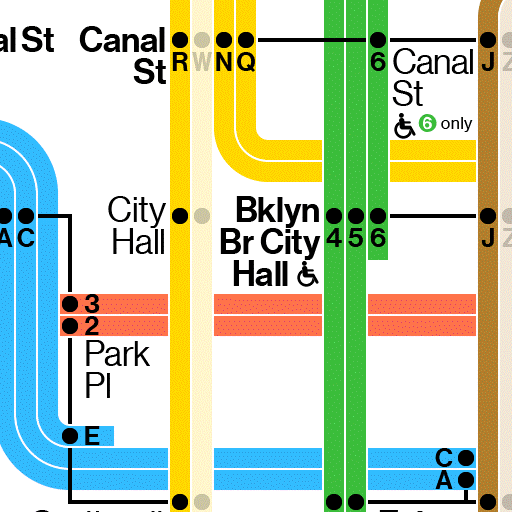 al St
Canal
St
R W N Q
6
J Z
Canal
St
6 only
City
Hall
Bklyn
Br City
Hall
4 5 6
J Z
A C
3
2
Park
Pl
E
C
A